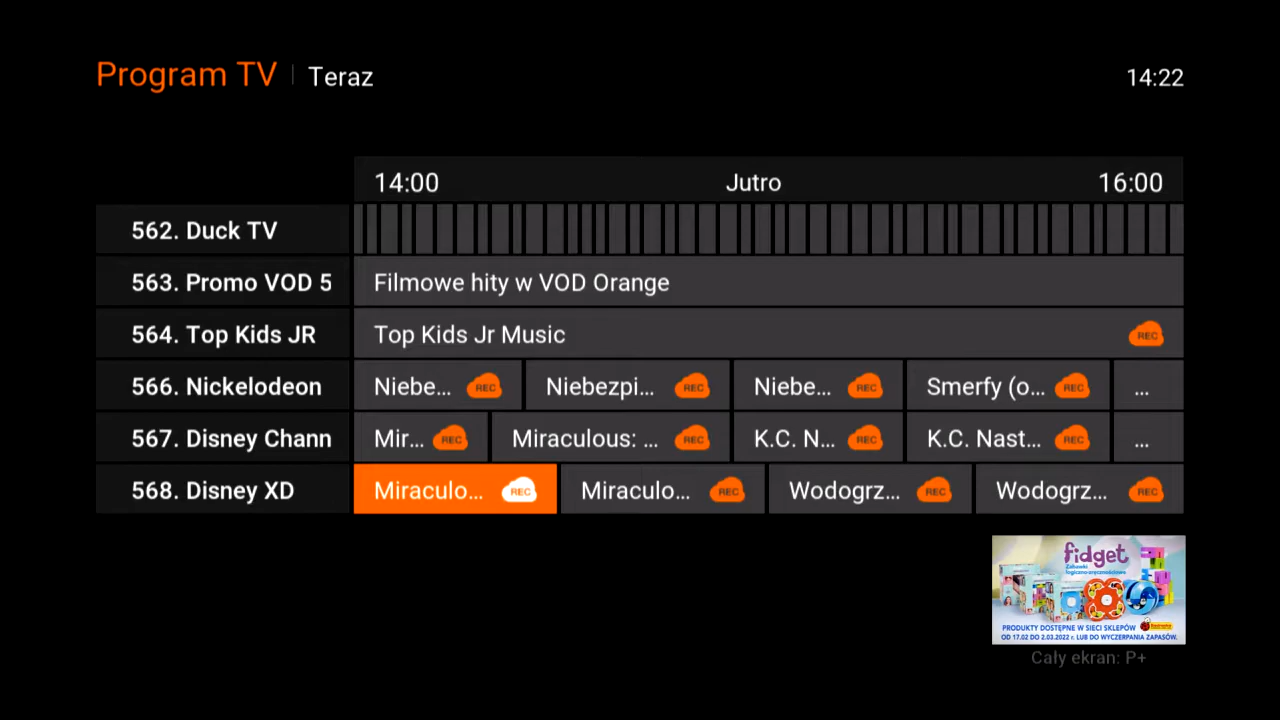 Program TV | Teraz 14:22
14:00 Jutro 16:00
562. Duck TV
563. Promo VOD 5 Filmowe hity w VOD Orange
564. Top Kids JR Top Kids Jr Music REC
566. Nickelodeon Niebe... REC Niebezpi... REC Niebe... REC Smerfy (o... REC ...
567. Disney Chann Mir... REC Miraculous: ... REC K.C. N... REC K.C. Nast... REC ...
568. Disney XD Miraculo... REC Miraculo... REC Wodogrz... REC Wodogrz... REC
fidget
Zabawki
logiczno-zręcznościowe
PRODUKTY DOSTĘPNE W SIECI SKLEPÓW Biedronka
OD 17.02 DO 2.03.2022 r. LUB DO WYCZERPANIA ZAPASÓW.
Cały ekran: P+